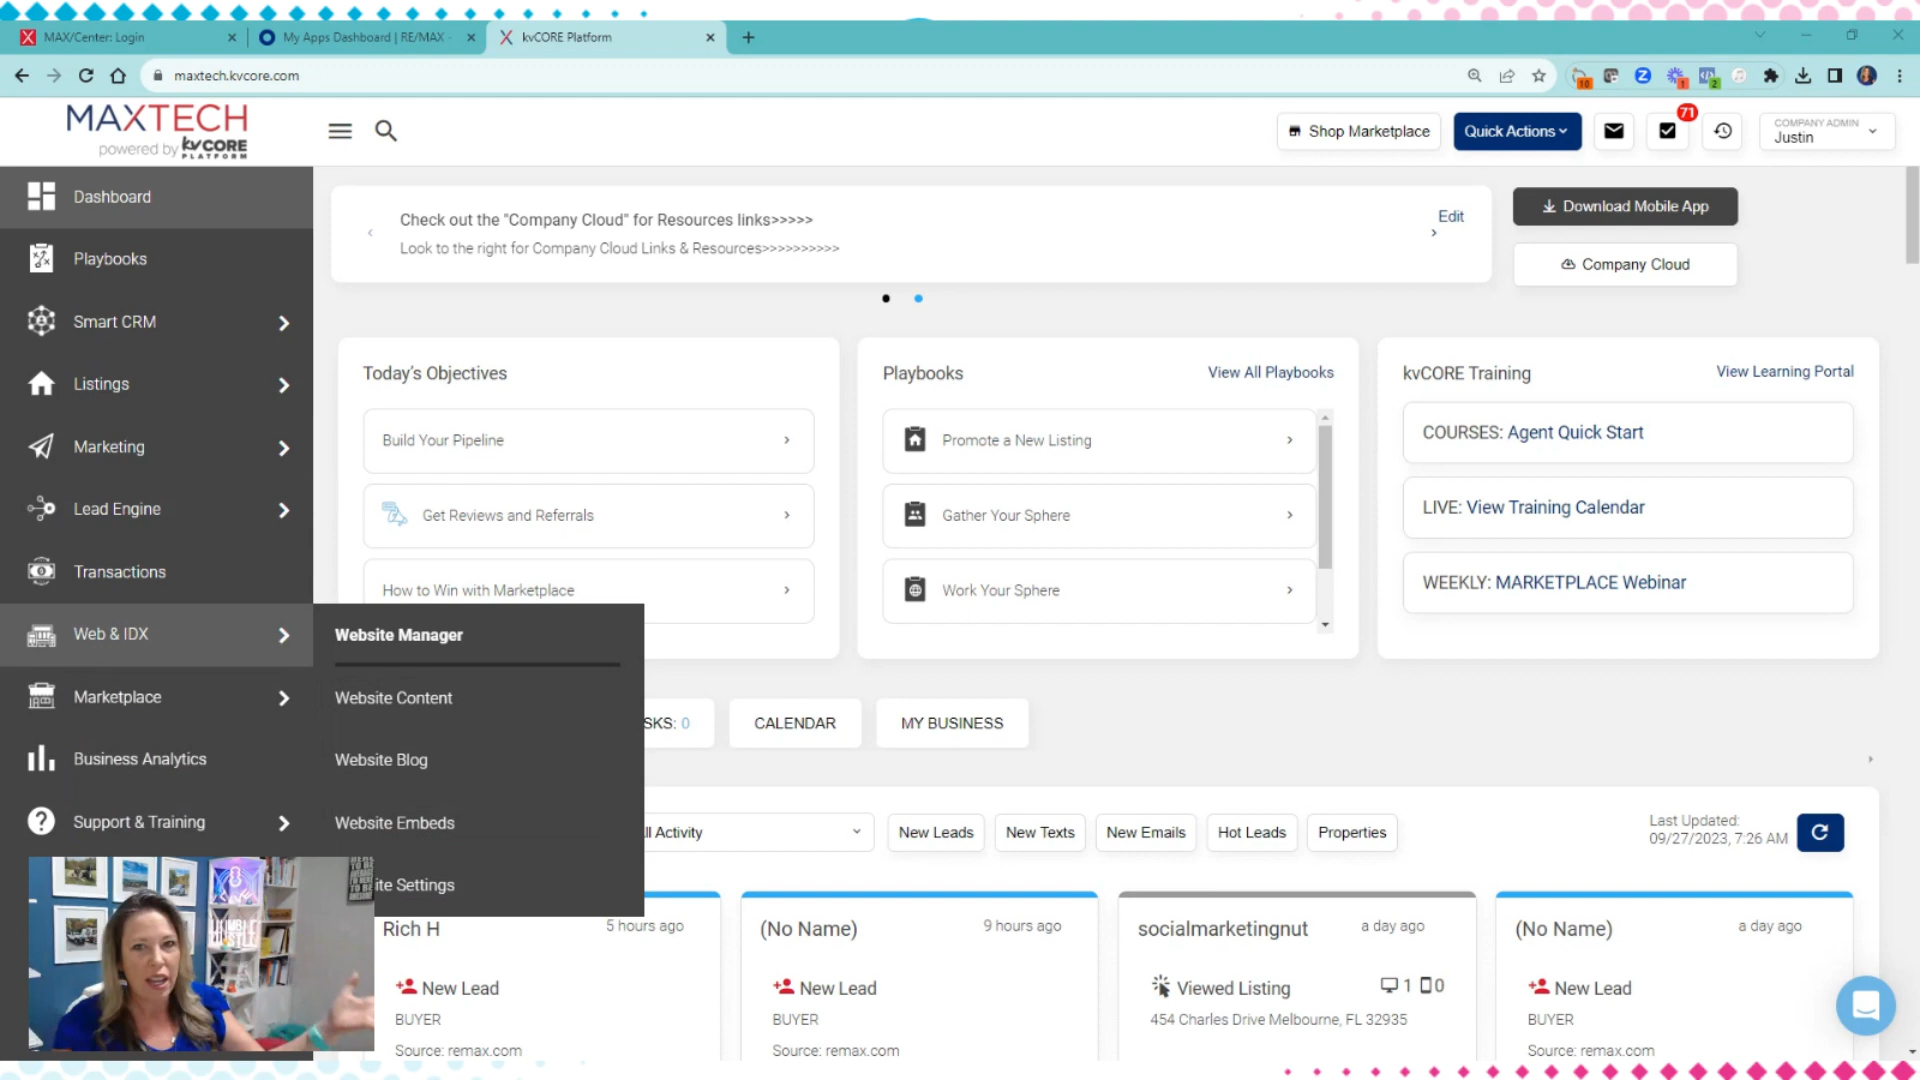 MAX/Center: Login
My Apps Dashboard | RE/MAX -
kvCORE Platform
maxtech.kvcore.com
10
1
2
MAXTECH
powered by kvCORE
PLATFORM
Shop Marketplace
Quick Actions
71
COMPANY ADMIN
Justin
Dashboard
Playbooks
Smart CRM
Listings
Marketing
Lead Engine
Transactions
Web & IDX
Marketplace
Business Analytics
Support & Training
Website Manager
Website Content
Website Blog
Website Embeds
ite Settings
Check out the "Company Cloud" for Resources links>>>>>
Look to the right for Company Cloud Links & Resources>>>>>>>>>>
Edit
Download Mobile App
Company Cloud
Today's Objectives
Build Your Pipeline
Get Reviews and Referrals
How to Win with Marketplace
Playbooks
View All Playbooks
Promote a New Listing
Gather Your Sphere
Work Your Sphere
kvCORE Training
View Learning Portal
COURSES: Agent Quick Start
LIVE: View Training Calendar
WEEKLY: MARKETPLACE Webinar
SKS: 0
CALENDAR
MY BUSINESS
ll Activity
New Leads
New Texts
New Emails
Hot Leads
Properties
Last Updated:
09/27/2023, 7:26 AM
Rich H
5 hours ago
New Lead
BUYER
Source: remax.com
(No Name)
9 hours ago
New Lead
BUYER
Source: remax.com
socialmarketingnut
a day ago
Viewed Listing
1
0
454 Charles Drive Melbourne, FL 32935
(No Name)
a day ago
New Lead
BUYER
Source: remax.com
HUMBLE
HUSTLE